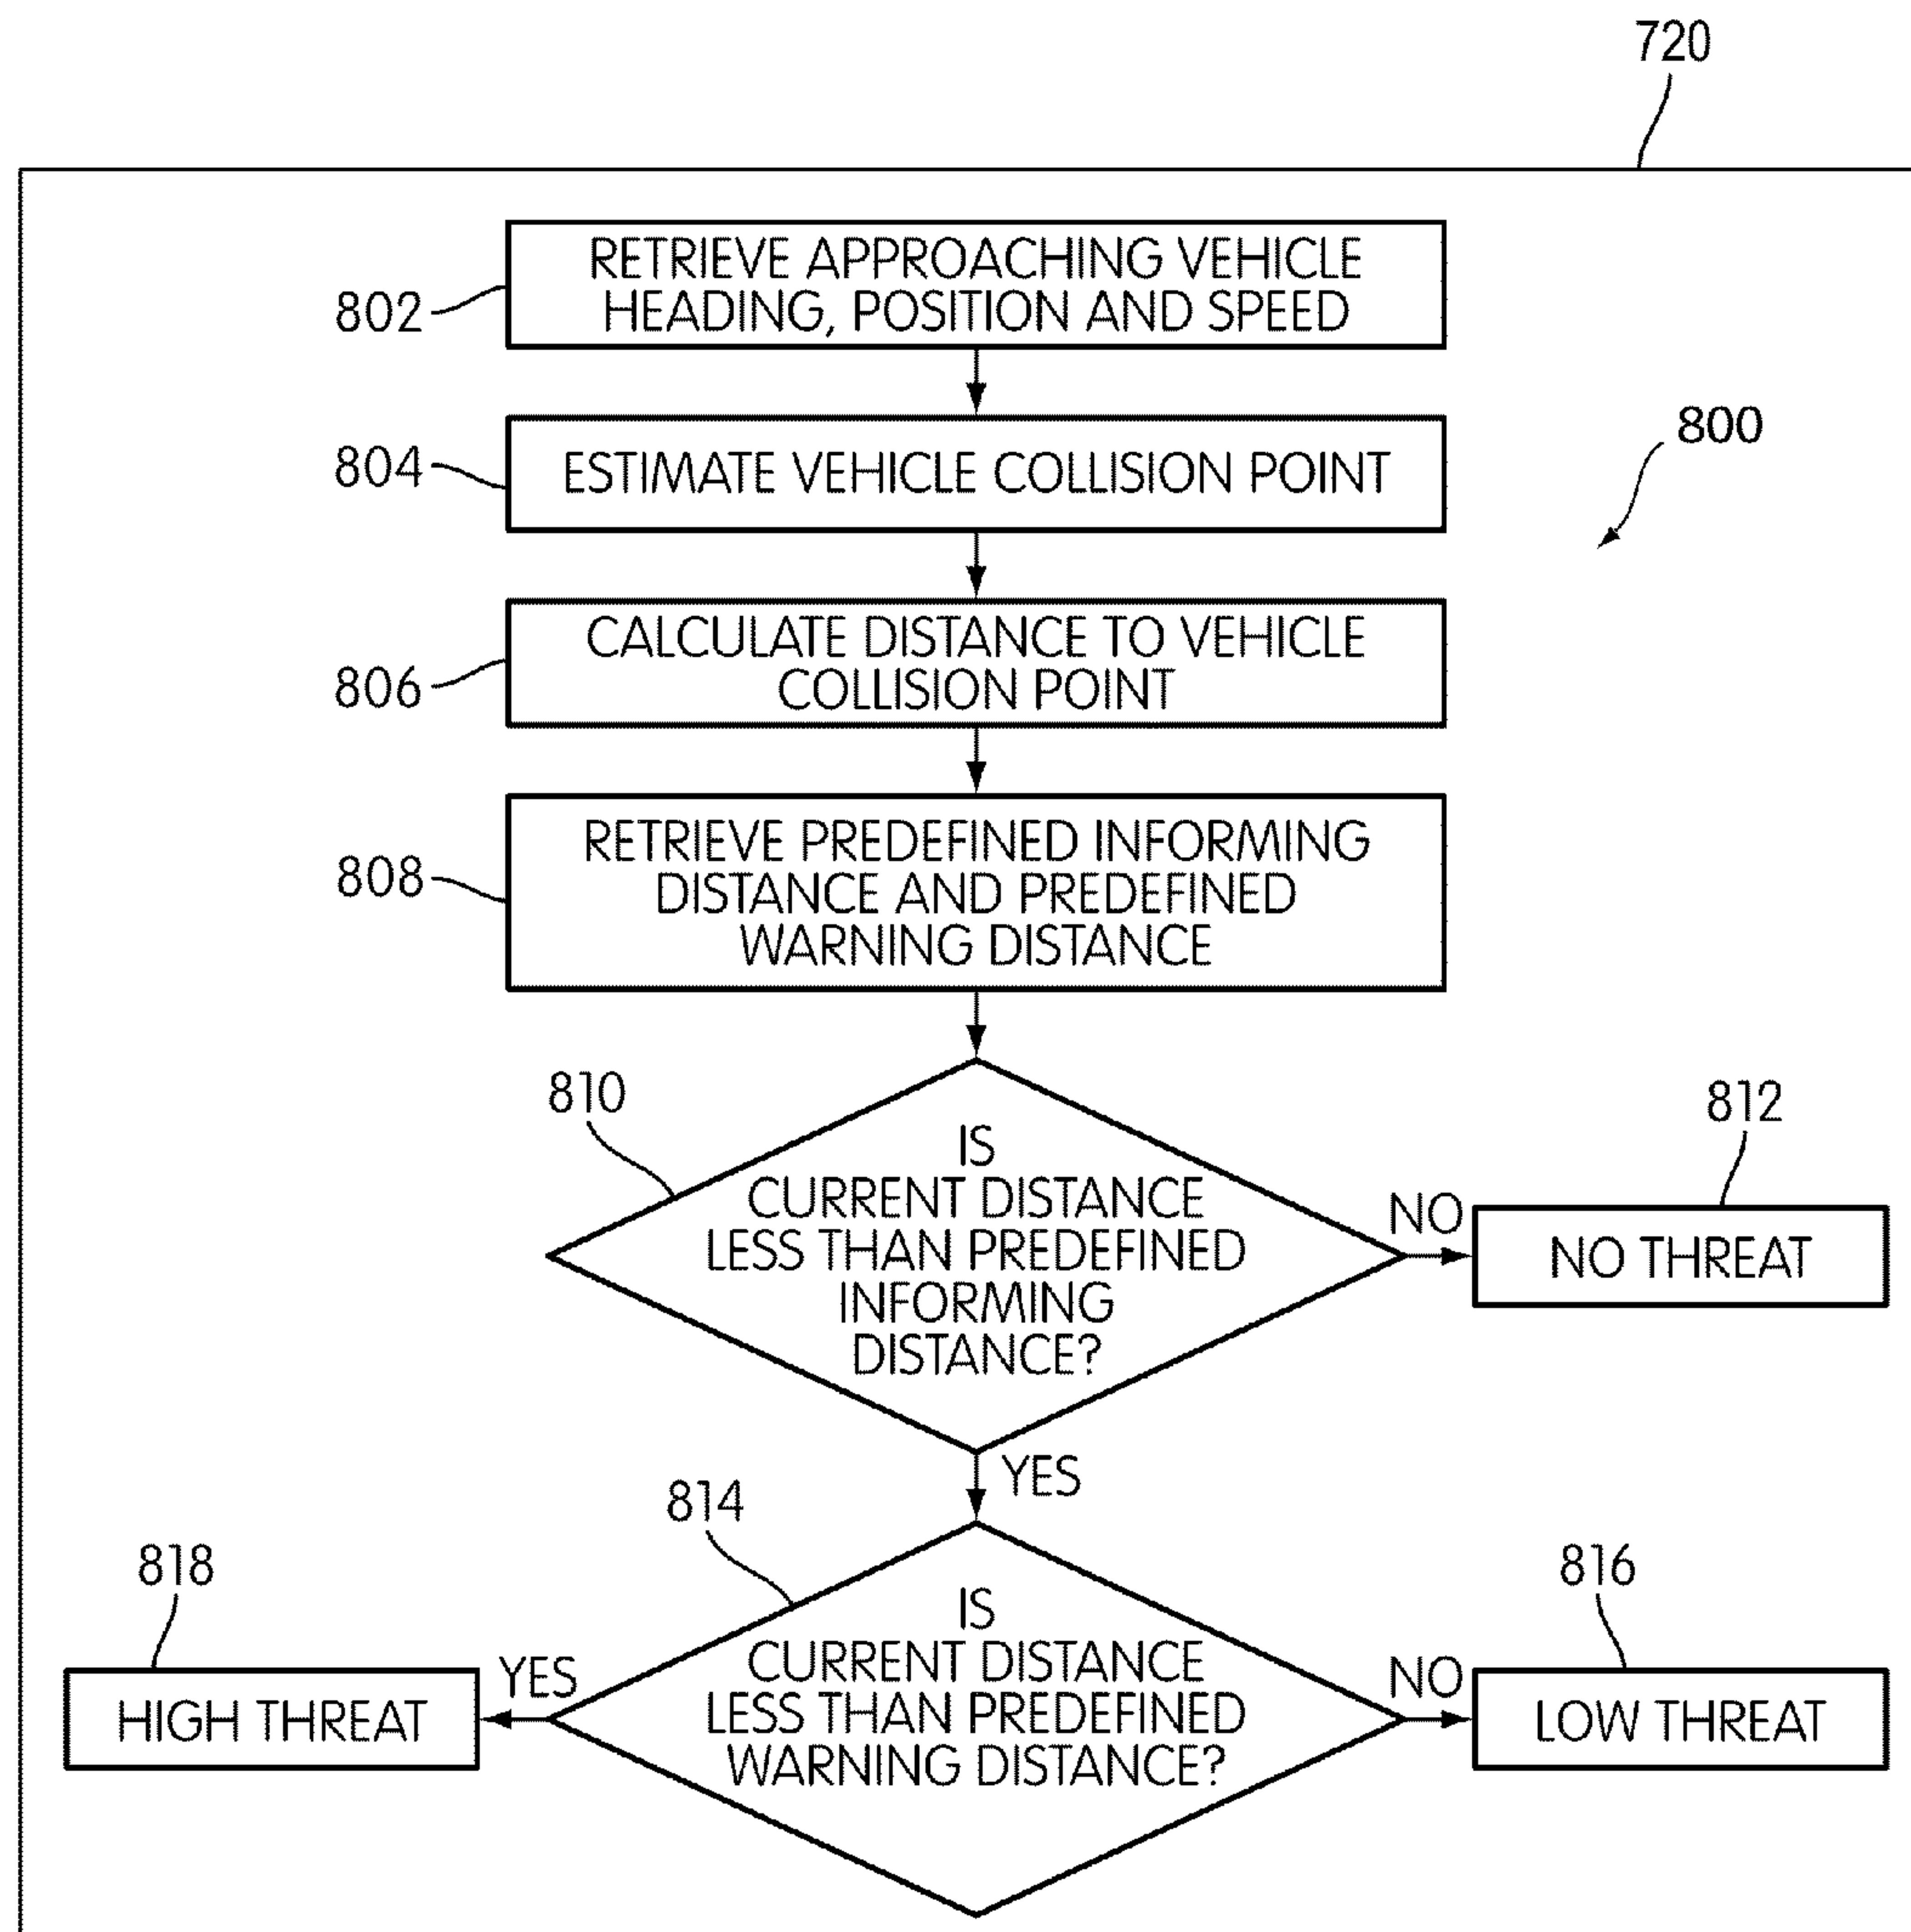 720
RETRIEVE APPROACHING VEHICLE
HEADING, POSITION AND SPEED
802
800
ESTIMATE VEHICLE COLLISION POINT
804
CALCULATE DISTANCE TO VEHICLE
COLLISION POINT
806
RETRIEVE PREDEFINED INFORMING
DISTANCE AND PREDEFINED
WARNING DISTANCE
808
810
IS
CURRENT DISTANCE
LESS THAN PREDEFINED
INFORMING
DISTANCE?
NO
812
NO THREAT
YES
814
IS
CURRENT DISTANCE
LESS THAN PREDEFINED
WARNING DISTANCE?
818
YES
HIGH THREAT
816
NO
LOW THREAT